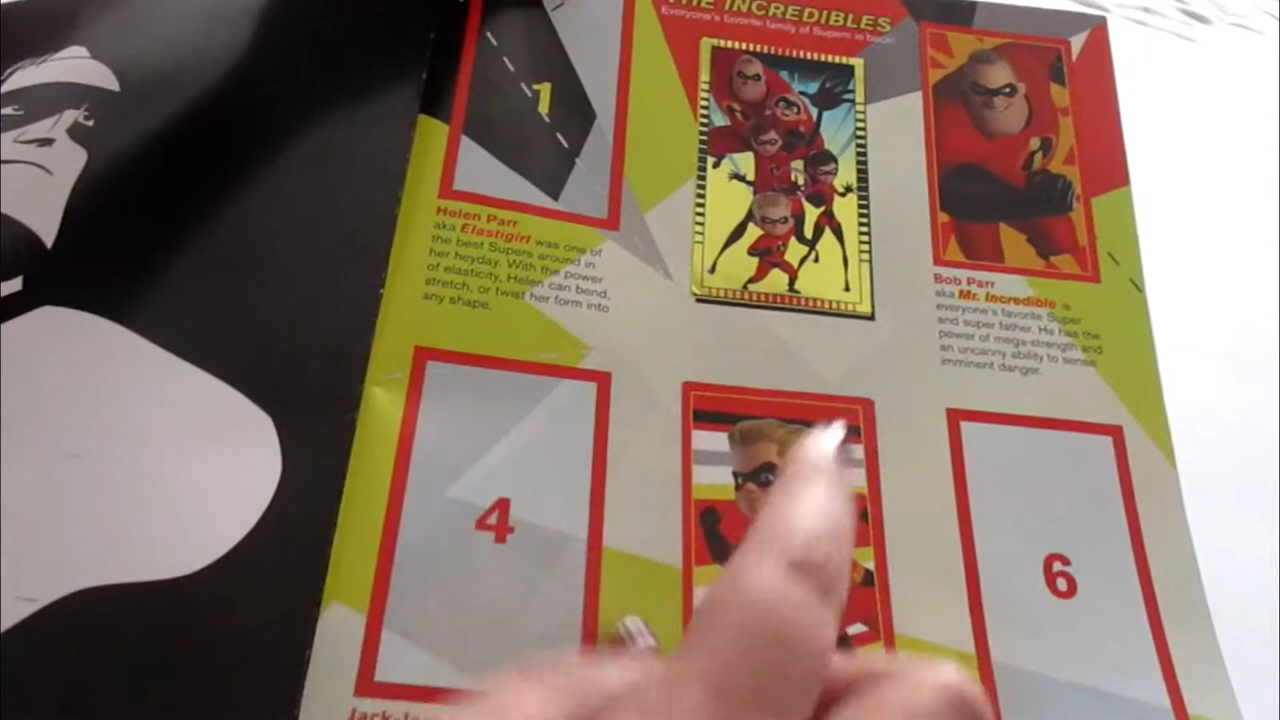 THE INCREDIBLES
Everyone's favorite family of Supers is back!
1
Helen Parr
aka Elastigirl was one of
the best Supers around in
her heyday. With the power
of elasticity, Helen can bend,
stretch, or twist her form into
any shape.
Bob Parr
aka Mr. Incredible is
everyone's favorite Super
and super father. He has the
power of mega-strength and
an uncanny ability to sense
imminent danger.
4
6